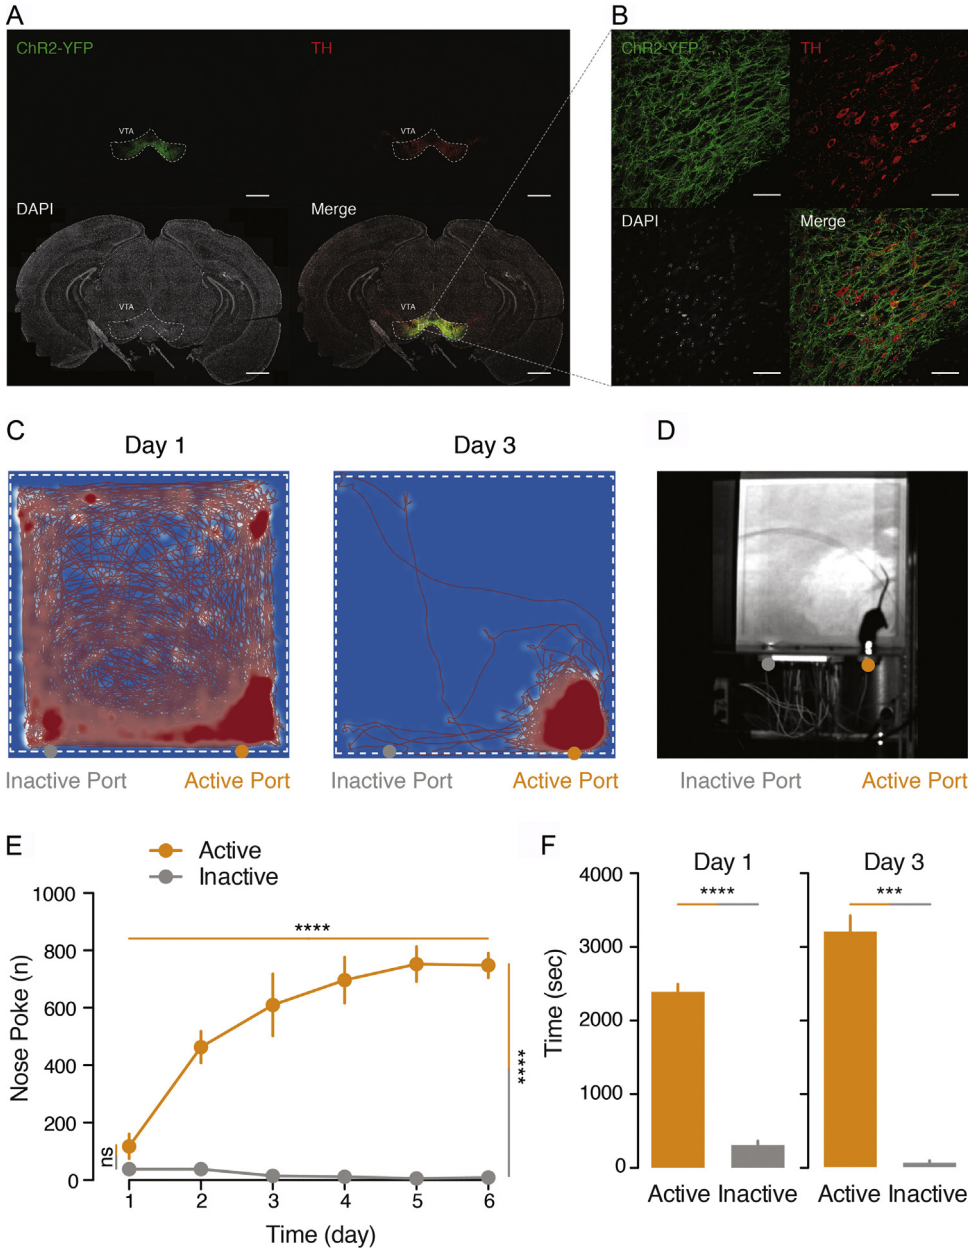 A
B
ChR2-YFP
TH
ChR2-YFP
TH
VTA
VTA
DAPI
Merge
DAPI
Merge
VTA
VTA
C
Day 1
Day 3
D
Inactive Port
Active Port
Inactive Port
Active Port
Inactive Port
Active Port
E
Active
Inactive
Nose Poke (n)
1000
800
600
400
200
0
ns
****
****
1 2 3 4 5 6
Time (day)
F
Day 1
Day 3
Time (sec)
4000
3000
2000
1000
0
****
***
Active Inactive
Active Inactive